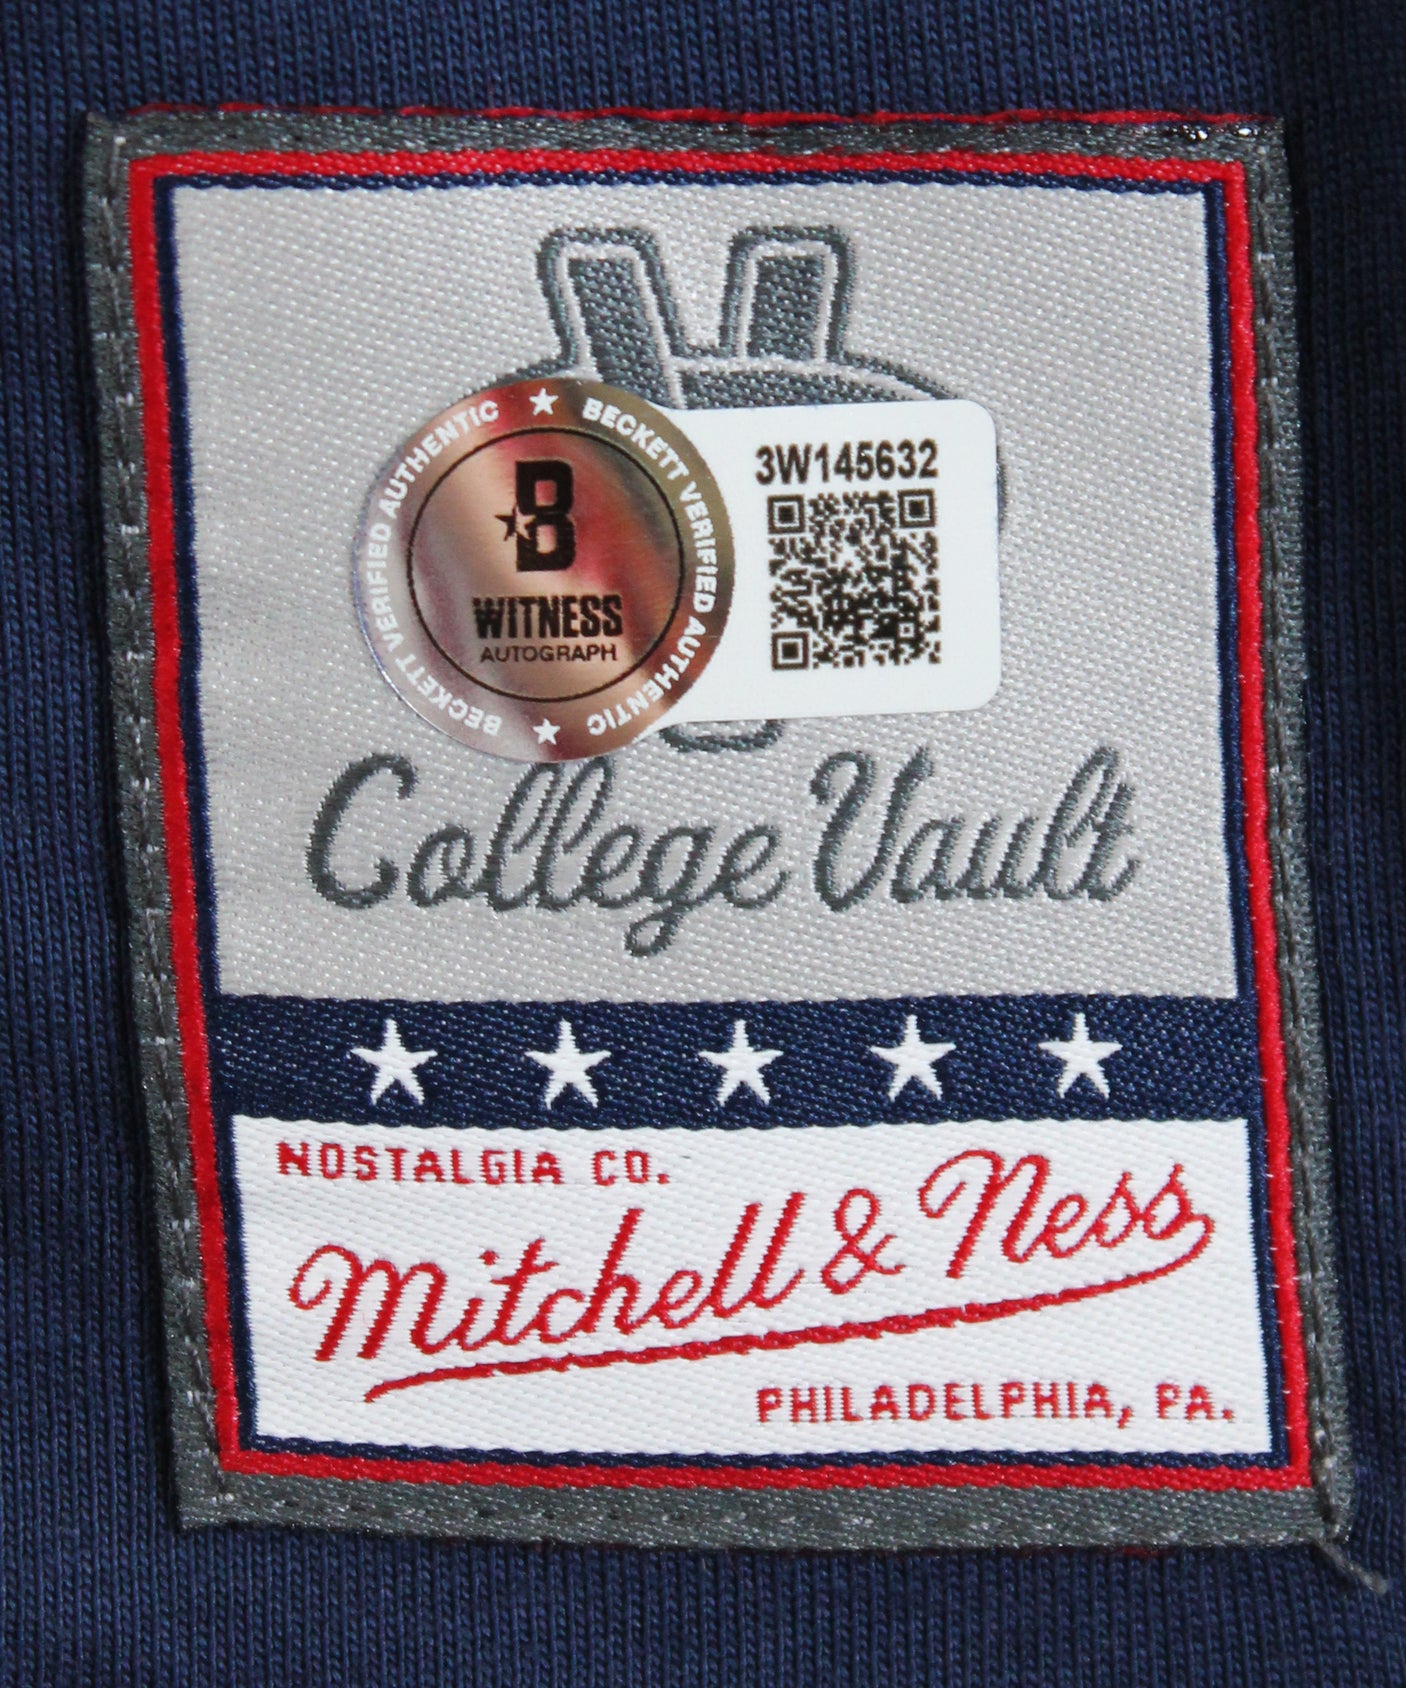 BECKETT VERIFIED AUTHENTIC ★ BECKETT VERIFIED AUTHENTIC ★
B
WITNESS
AUTOGRAPH
3W145632
College Vault
NOSTALGIA CO.
Mitchell & Ness
PHILADELPHIA, PA.